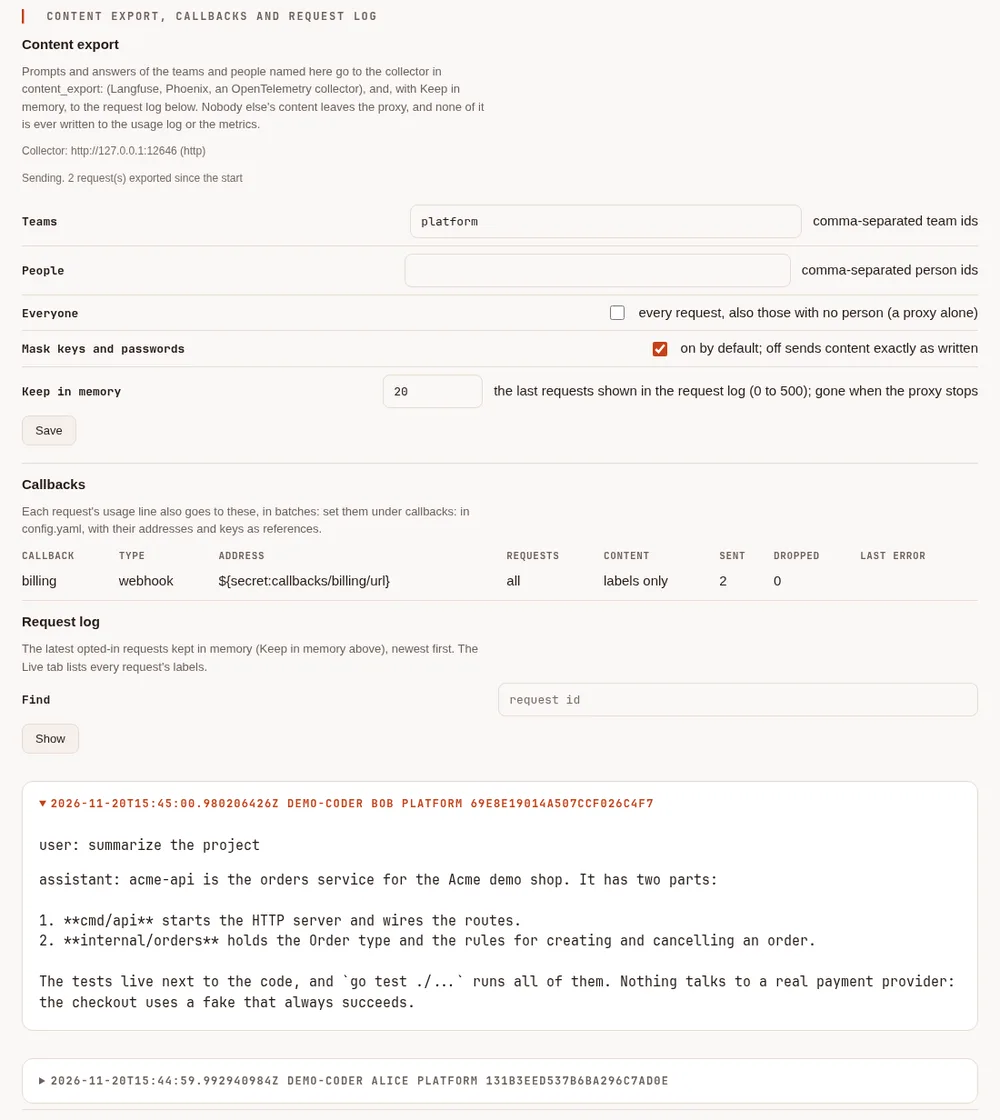 CONTENT EXPORT, CALLBACKS AND REQUEST LOG
Content export
Prompts and answers of the teams and people named here go to the collector in
content_export: (Langfuse, Phoenix, an OpenTelemetry collector), and, with Keep in
memory, to the request log below. Nobody else's content leaves the proxy, and none of it
is ever written to the usage log or the metrics.
Collector: http://127.0.0.1:12646 (http)
Sending. 2 request(s) exported since the start
Teams platform comma-separated team ids
People comma-separated person ids
Everyone every request, also those with no person (a proxy alone)
Mask keys and passwords on by default; off sends content exactly as written
Keep in memory 20 the last requests shown in the request log (0 to 500); gone when the proxy stops
Save
Callbacks
Each request's usage line also goes to these, in batches: set them under callbacks: in
config.yaml, with their addresses and keys as references.
CALLBACK TYPE ADDRESS REQUESTS CONTENT SENT DROPPED LAST ERROR
billing webhook ${secret:callbacks/billing/url} all labels only 2 0
Request log
The latest opted-in requests kept in memory (Keep in memory above), newest first. The
Live tab lists every request's labels.
Find request id
Show
2026-11-20T15:45:00.980206426Z DEMO-CODER BOB PLATFORM 69E8E19014A507CCF026C4F7
user: summarize the project
assistant: acme-api is the orders service for the Acme demo shop. It has two parts:
1. **cmd/api** starts the HTTP server and wires the routes.
2. **internal/orders** holds the Order type and the rules for creating and cancelling an order.
The tests live next to the code, and `go test ./...` runs all of them. Nothing talks to a real payment provider:
the checkout uses a fake that always succeeds.
2026-11-20T15:44:59.992940984Z DEMO-CODER ALICE PLATFORM 131B3EED537B6BA296C7AD0E